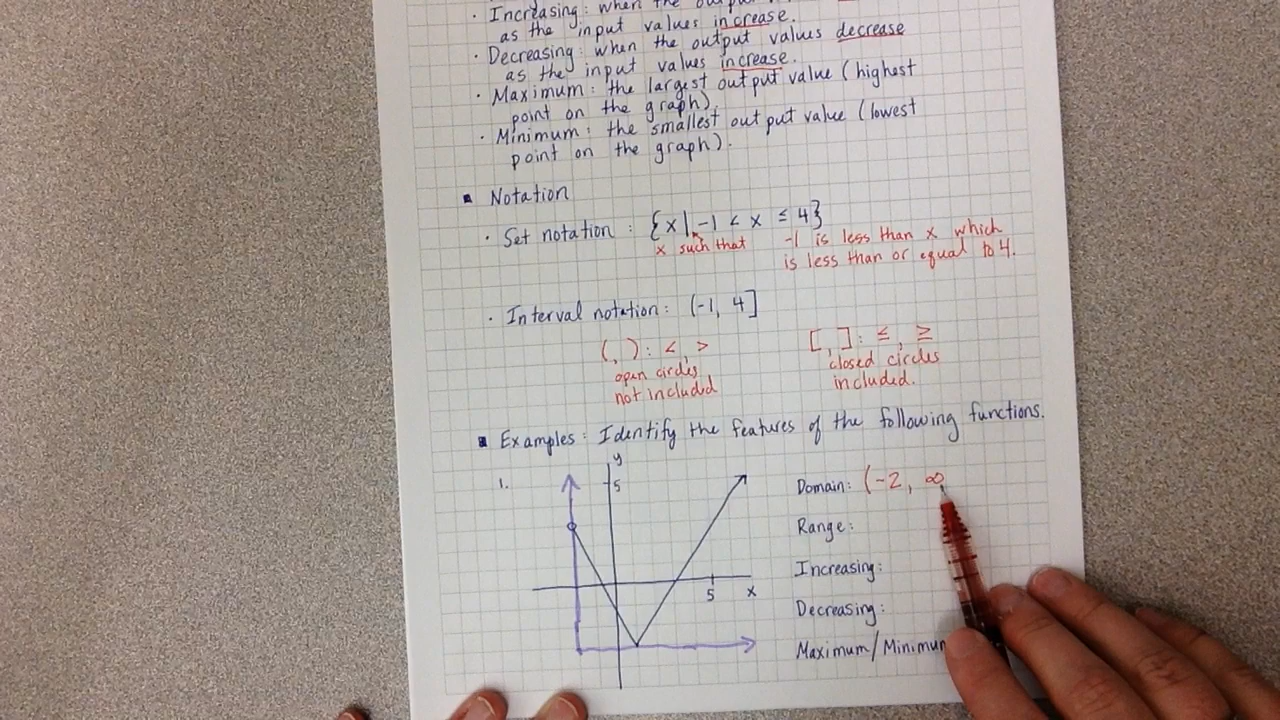 · Increasing: when the output
as the input values increase.
· Decreasing: when the output values decrease
as the input values increase.
· Maximum: the largest output value (highest
point on the graph).
· Minimum: the smallest output value (lowest
point on the graph).
▪ Notation
· Set notation: {x | -1 < x ≤ 4}
x such that
-1 is less than x which
is less than or equal to 4.
· Interval notation: (-1, 4]
( , ) : < , >
open circles
not included
[ , ] : ≤ , ≥
closed circles
included.
▪ Examples: Identify the features of the following functions.
1.
y
5
5
x
Domain: (-2, ∞
Range:
Increasing:
Decreasing:
Maximum/Minimum